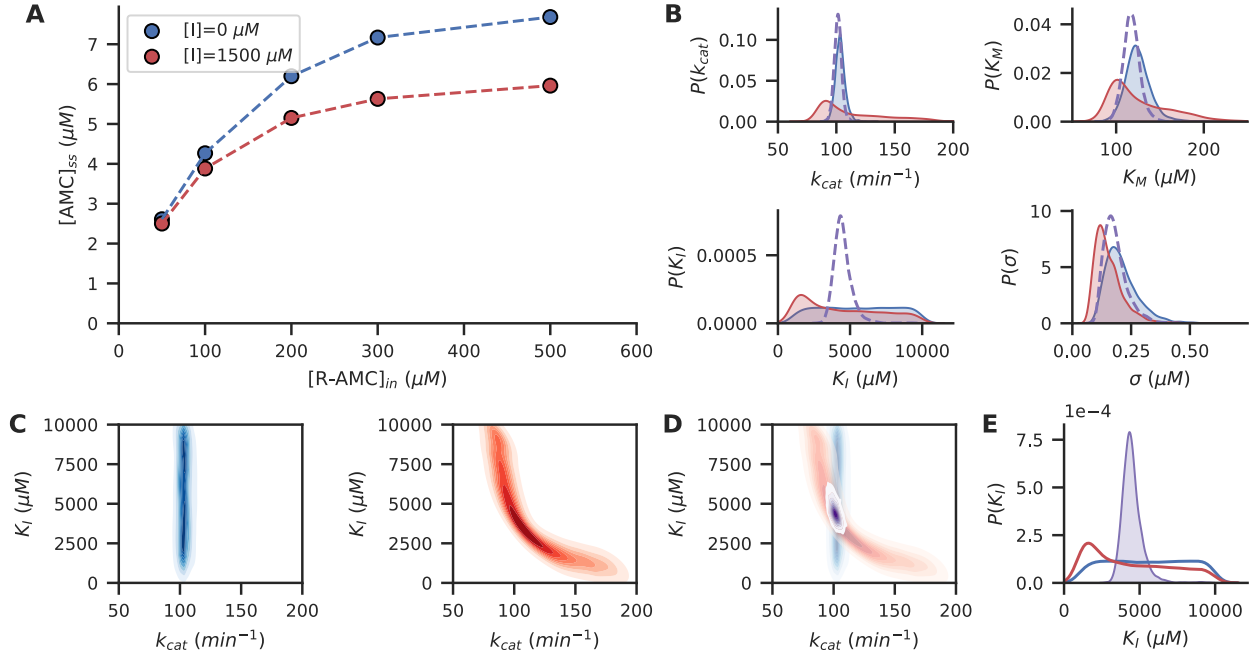 A
[I]=0 μM
[I]=1500 μM
7
6
5
4
3
2
1
0
[AMC]ss (μM)
0 100 200 300 400 500 600
[R-AMC]in (μM)
B
0.10
0.05
0.00
P(kcat)
50 100 150 200
kcat (min⁻¹)
0.04
0.02
0.00
P(KM)
100 200
KM (μM)
0.0005
0.0000
P(KI)
0 5000 10000
KI (μM)
10
5
0
P(σ)
0.00 0.25 0.50
σ (μM)
C
10000
7500
5000
2500
0
KI (μM)
50 100 150 200
kcat (min⁻¹)
10000
7500
5000
2500
0
KI (μM)
50 100 150 200
kcat (min⁻¹)
D
10000
7500
5000
2500
0
KI (μM)
50 100 150 200
kcat (min⁻¹)
E
1e−4
7.5
5.0
2.5
0.0
P(KI)
0 5000 10000
KI (μM)